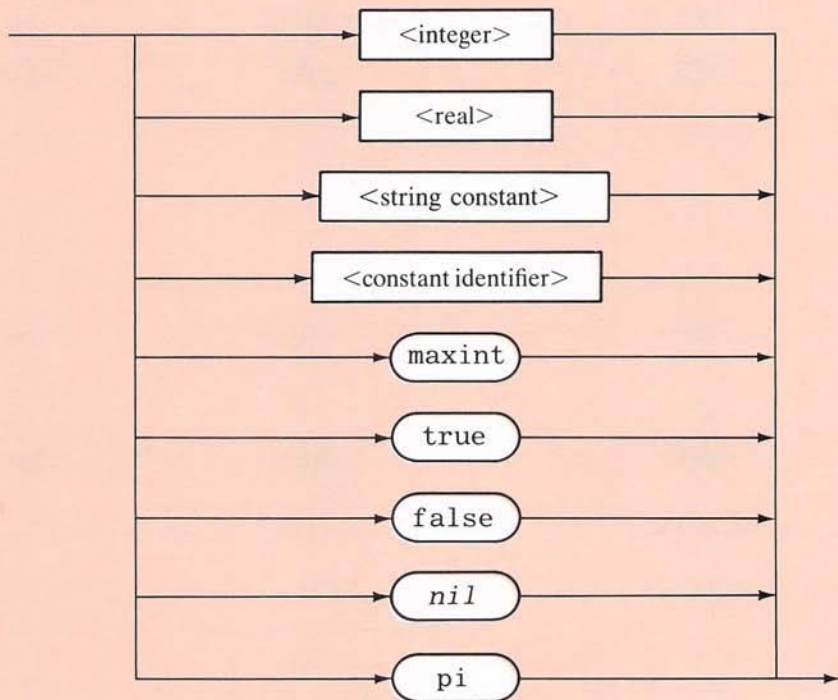 <integer>
<real>
<string constant>
<constant identifier>
maxint
true
false
nil
pi